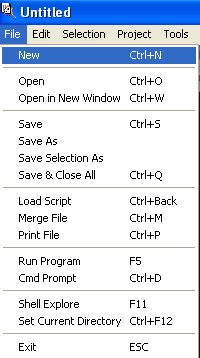 Untitled
File Edit Selection Project Tools
New Ctrl+N
Open Ctrl+O
Open in New Window Ctrl+W
Save Ctrl+S
Save As
Save Selection As
Save & Close All Ctrl+Q
Load Script Ctrl+Back
Merge File Ctrl+M
Print File Ctrl+P
Run Program F5
Cmd Prompt Ctrl+D
Shell Explore F11
Set Current Directory Ctrl+F12
Exit ESC